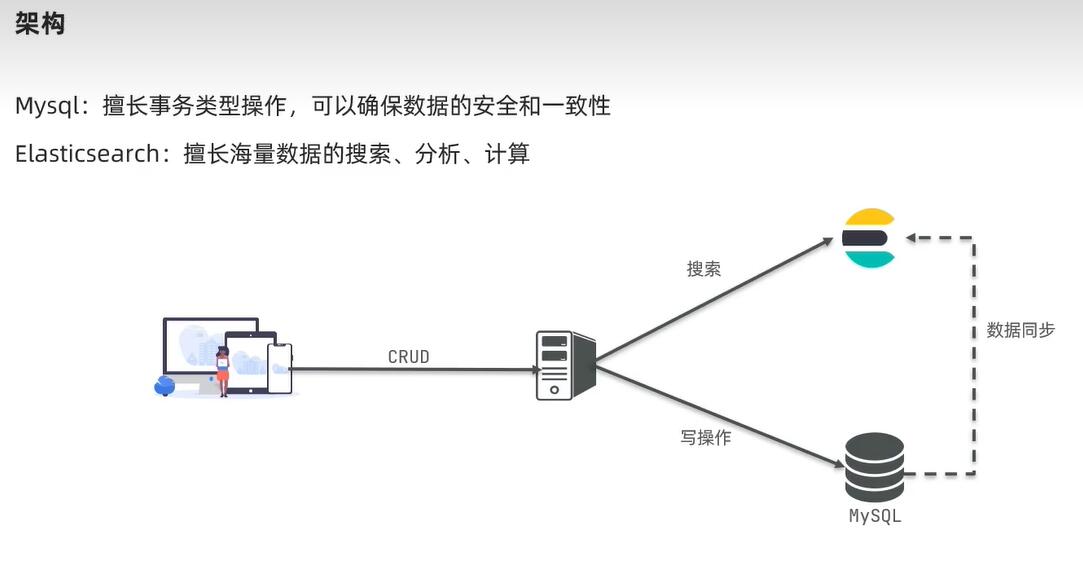 架构
Mysql：擅长事务类型操作，可以确保数据的安全和一致性
Elasticsearch：擅长海量数据的搜索、分析、计算
搜索
数据同步
CRUD
写操作
MySQL